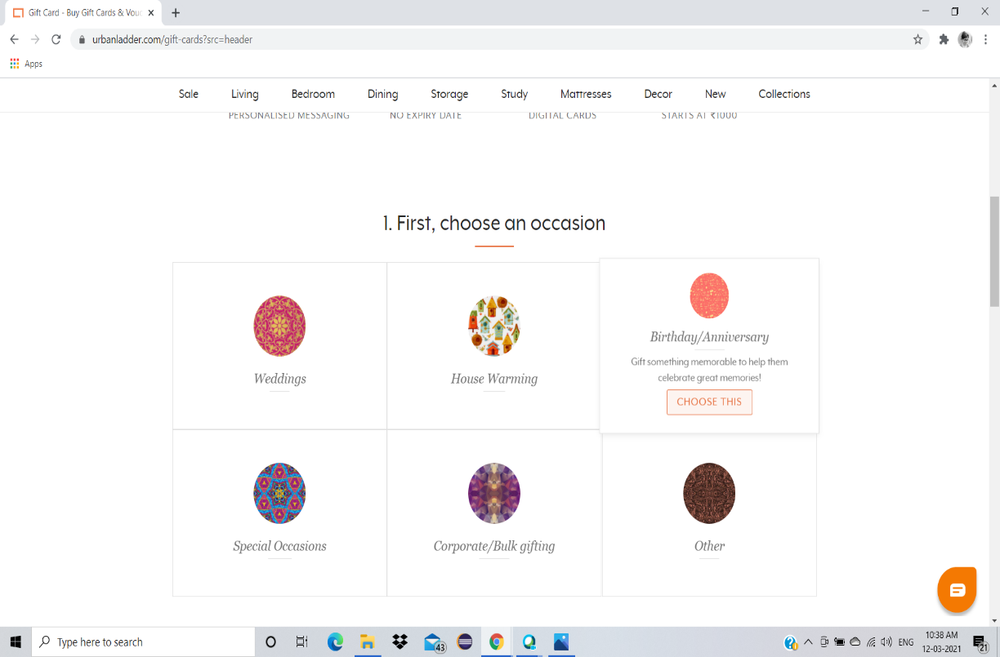 Gift Card - Buy Gift Cards & Vou
urbanladder.com/gift-cards?src=header
Apps
Sale Living Bedroom Dining Storage Study Mattresses Decor New Collections
PERSONALISED MESSAGING NO EXPIRY DATE DIGITAL CARDS STARTS AT ₹1000
1. First, choose an occasion
Weddings
House Warming
Birthday/Anniversary
Gift something memorable to help them
celebrate great memories!
CHOOSE THIS
Special Occasions
Corporate/Bulk gifting
Other
Type here to search
43
ENG
10:38 AM
12-03-2021
21